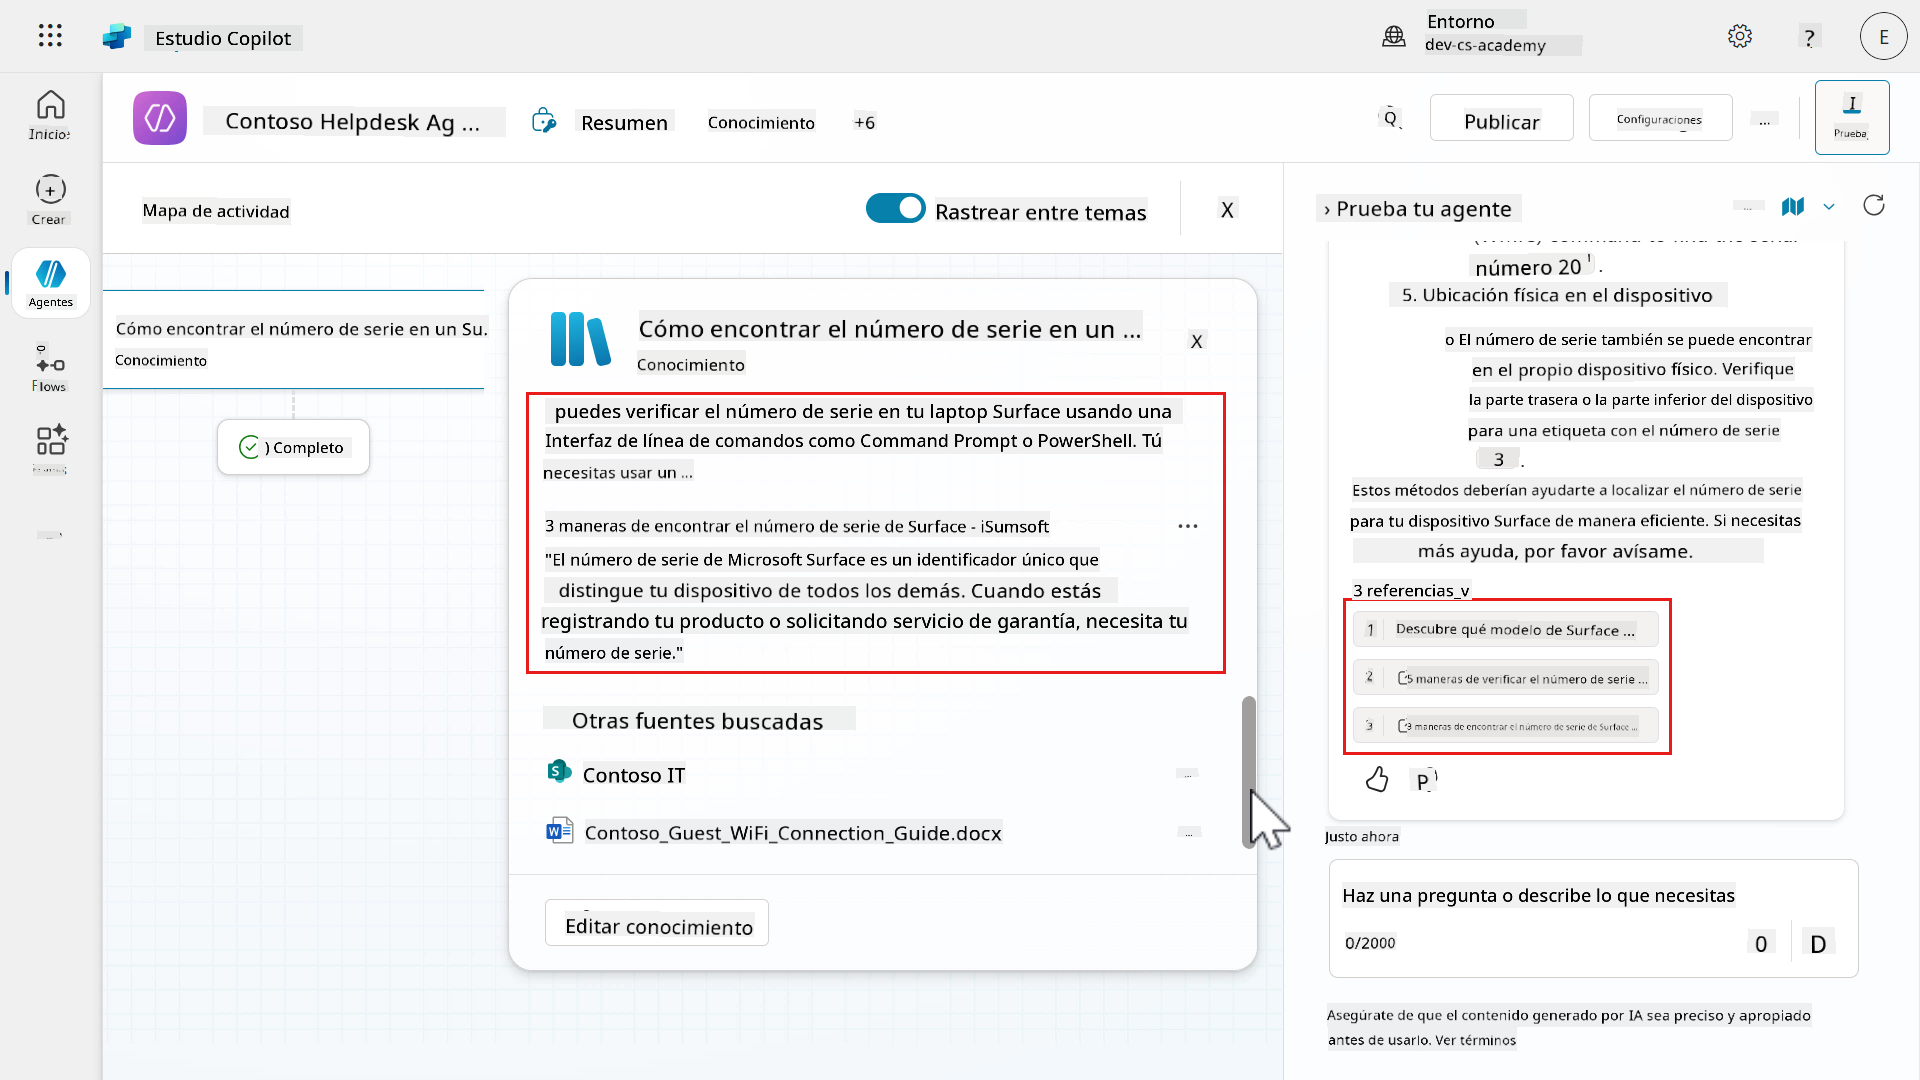 Estudio Copilot
Entorno
dev-cs-academy
?
E
Inicio
Crear
Agentes
Flows
Contoso Helpdesk Ag ...
Resumen
Conocimiento
+6
Publicar
Configuraciones
...
Prueba
Mapa de actividad
Rastrear entre temas
X
Cómo encontrar el número de serie en un Su.
Conocimiento
Completo
Cómo encontrar el número de serie en un ...
Conocimiento
X
puedes verificar el número de serie en tu laptop Surface usando una
Interfaz de línea de comandos como Command Prompt o PowerShell. Tú
necesitas usar un ...
3 maneras de encontrar el número de serie de Surface - iSumsoft
"El número de serie de Microsoft Surface es un identificador único que
distingue tu dispositivo de todos los demás. Cuando estás
registrando tu producto o solicitando servicio de garantía, necesita tu
número de serie."
Otras fuentes buscadas
Contoso IT
Contoso_Guest_WiFi_Connection_Guide.docx
Editar conocimiento
› Prueba tu agente
número 20 ¹ .
5. Ubicación física en el dispositivo
o El número de serie también se puede encontrar
en el propio dispositivo físico. Verifique
la parte trasera o la parte inferior del dispositivo
para una etiqueta con el número de serie
3 .
Estos métodos deberían ayudarte a localizar el número de serie
para tu dispositivo Surface de manera eficiente. Si necesitas
más ayuda, por favor avísame.
3 referencias_v
1 Descubre qué modelo de Surface ...
2 5 maneras de verificar el número de serie ...
3 3 maneras de encontrar el número de serie de Surface ...
P
Justo ahora
Haz una pregunta o describe lo que necesitas
0/2000
0
D
Asegúrate de que el contenido generado por IA sea preciso y apropiado
antes de usarlo. Ver términos